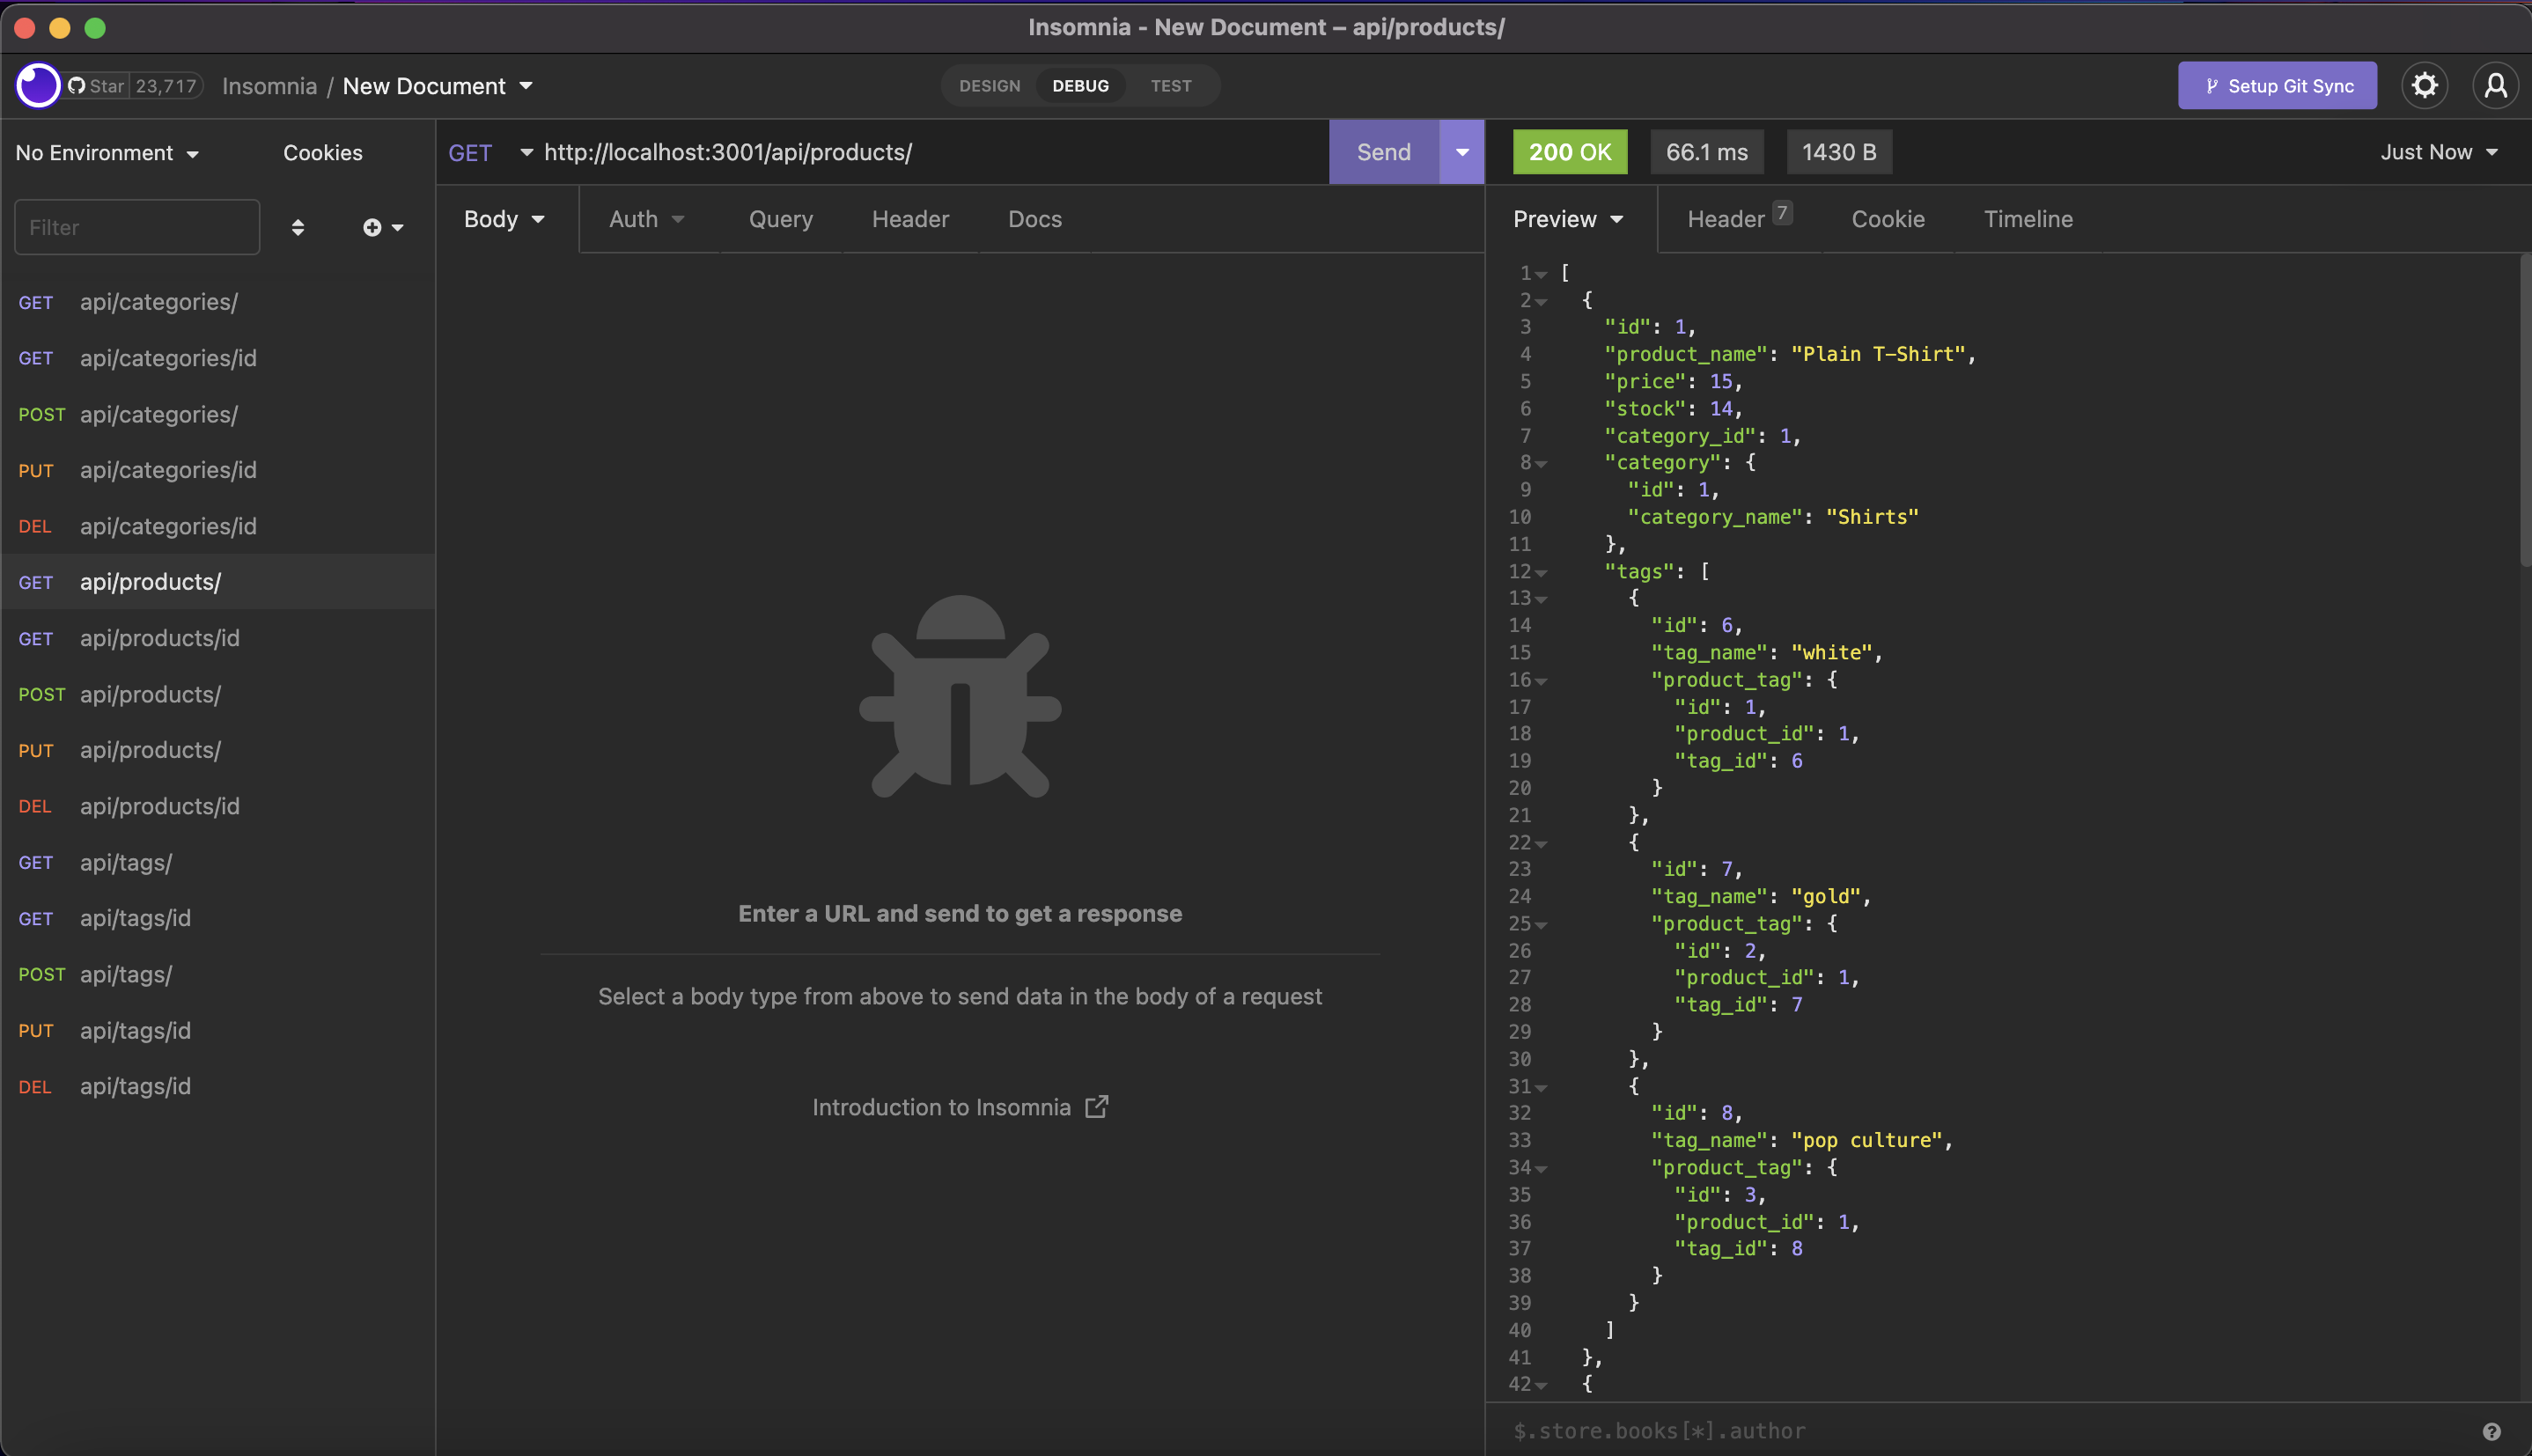 Insomnia - New Document – api/products/
Star 23,717 Insomnia / New Document
DESIGN DEBUG TEST
Setup Git Sync
No Environment Cookies
Filter
GET api/categories/
GET api/categories/id
POST api/categories/
PUT api/categories/id
DEL api/categories/id
GET api/products/
GET api/products/id
POST api/products/
PUT api/products/
DEL api/products/id
GET api/tags/
GET api/tags/id
POST api/tags/
PUT api/tags/id
DEL api/tags/id
GET http://localhost:3001/api/products/ Send
Body Auth Query Header Docs
Enter a URL and send to get a response
Select a body type from above to send data in the body of a request
Introduction to Insomnia
200 OK 66.1 ms 1430 B Just Now
Preview Header 7 Cookie Timeline
1 [
2 {
3 "id": 1,
4 "product_name": "Plain T-Shirt",
5 "price": 15,
6 "stock": 14,
7 "category_id": 1,
8 "category": {
9 "id": 1,
10 "category_name": "Shirts"
11 },
12 "tags": [
13 {
14 "id": 6,
15 "tag_name": "white",
16 "product_tag": {
17 "id": 1,
18 "product_id": 1,
19 "tag_id": 6
20 }
21 },
22 {
23 "id": 7,
24 "tag_name": "gold",
25 "product_tag": {
26 "id": 2,
27 "product_id": 1,
28 "tag_id": 7
29 }
30 },
31 {
32 "id": 8,
33 "tag_name": "pop culture",
34 "product_tag": {
35 "id": 3,
36 "product_id": 1,
37 "tag_id": 8
38 }
39 }
40 ]
41 },
42 {
$.store.books[*].author ?